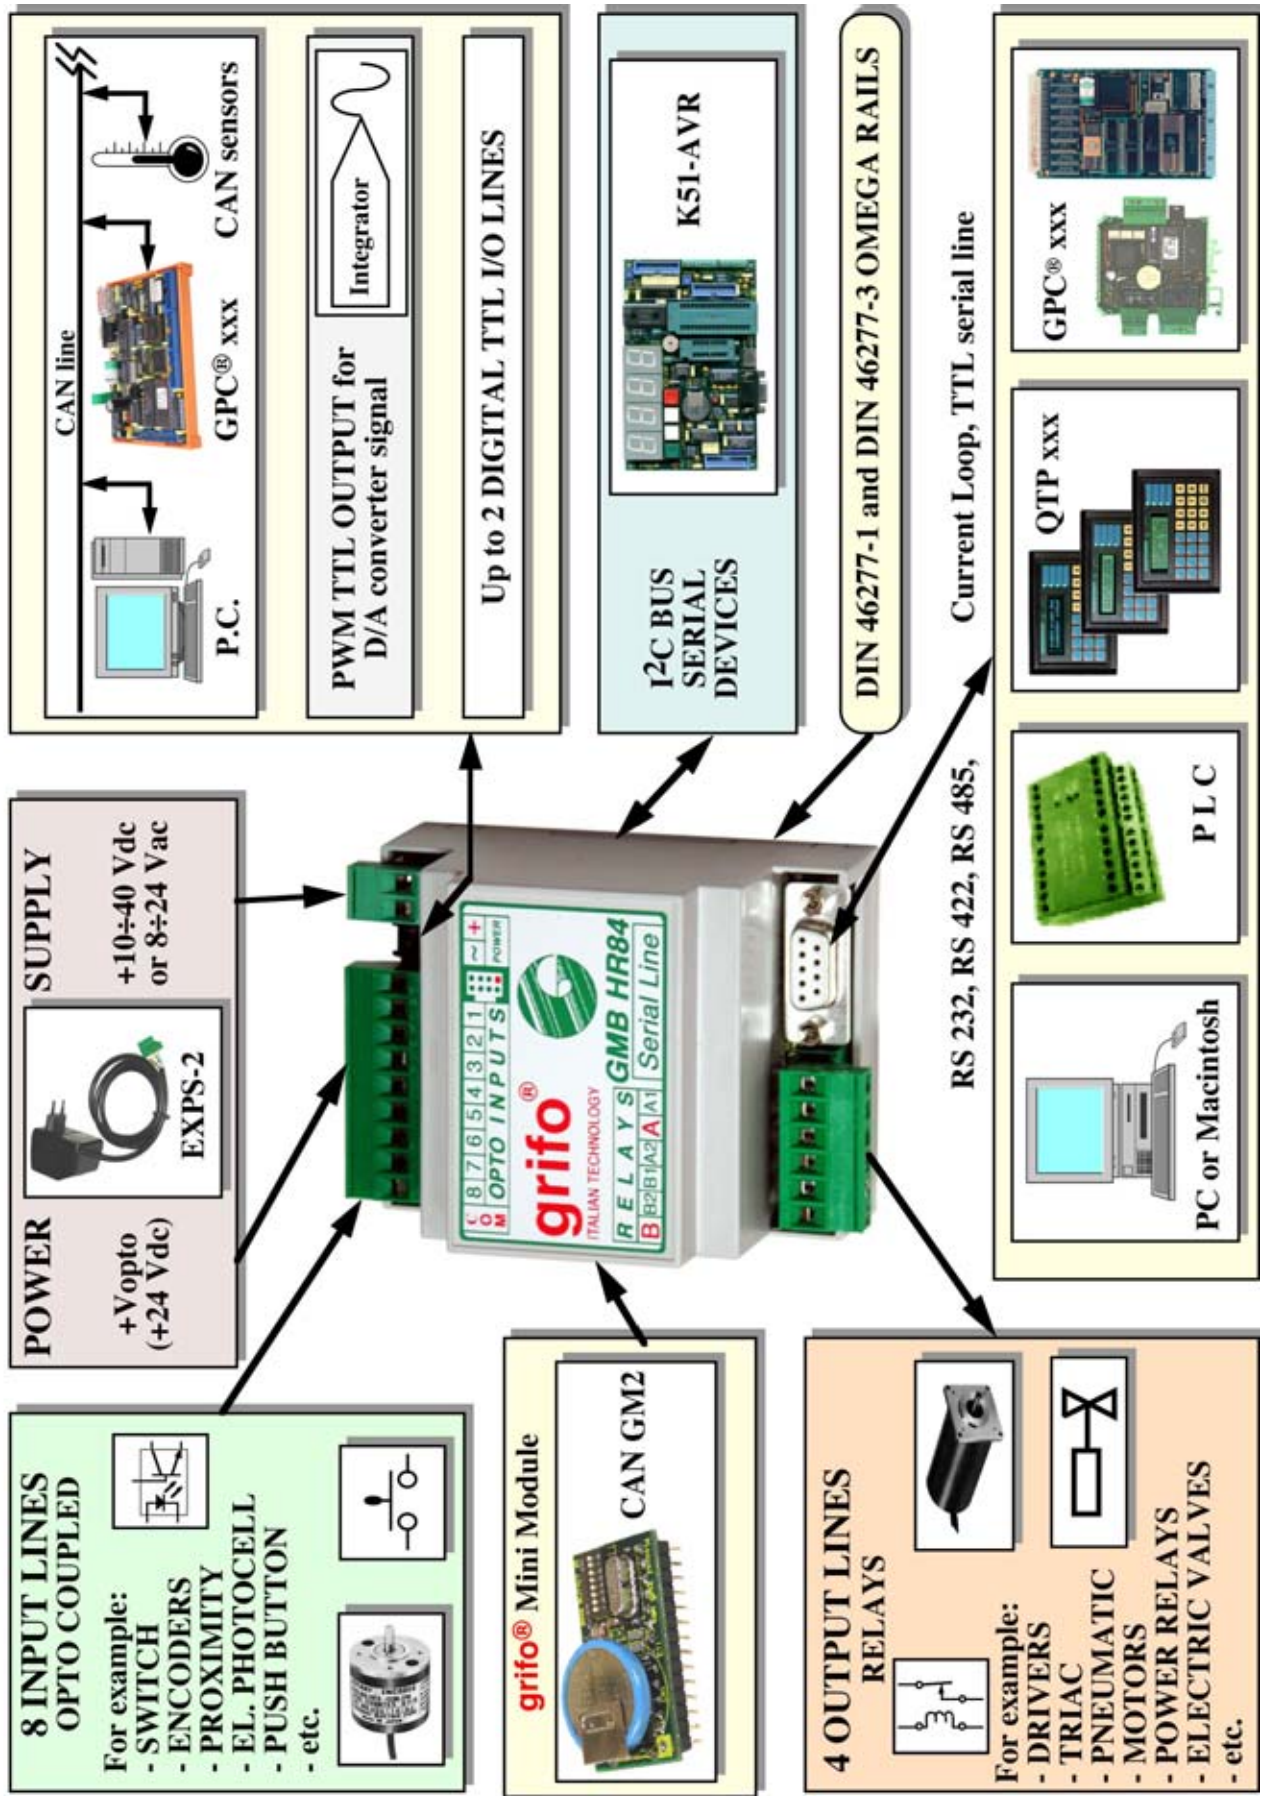 8 INPUT LINES
OPTO COUPLED
For example:
- SWITCH
- ENCODERS
- PROXIMITY
- EL. PHOTOCELL
- PUSH BUTTON
- etc.
POWER
SUPPLY
+Vopto
(+24 Vdc)
EXPS-2
+10÷40 Vdc
or 8÷24 Vac
CAN line
P.C.
GPC® xxx
CAN sensors
PWM TTL OUTPUT for
D/A converter signal
Integrator
Up to 2 DIGITAL TTL I/O LINES
grifo® Mini Module
CAN GM2
C
O
M
8 7 6 5 4 3 2 1
OPTO INPUTS
~ +
POWER
grifo®
ITALIAN TECHNOLOGY
RELAYS
B B2 B1 A2 A A1
GMB HR84
Serial Line
I²C BUS
SERIAL
DEVICES
K51-AVR
DIN 46277-1 and DIN 46277-3 OMEGA RAILS
4 OUTPUT LINES
RELAYS
For example:
- DRIVERS
- TRIAC
- PNEUMATIC
- MOTORS
- POWER RELAYS
- ELECTRIC VALVES
- etc.
RS 232, RS 422, RS 485,
Current Loop, TTL serial line
PC or Macintosh
P L C
QTP xxx
GPC® xxx